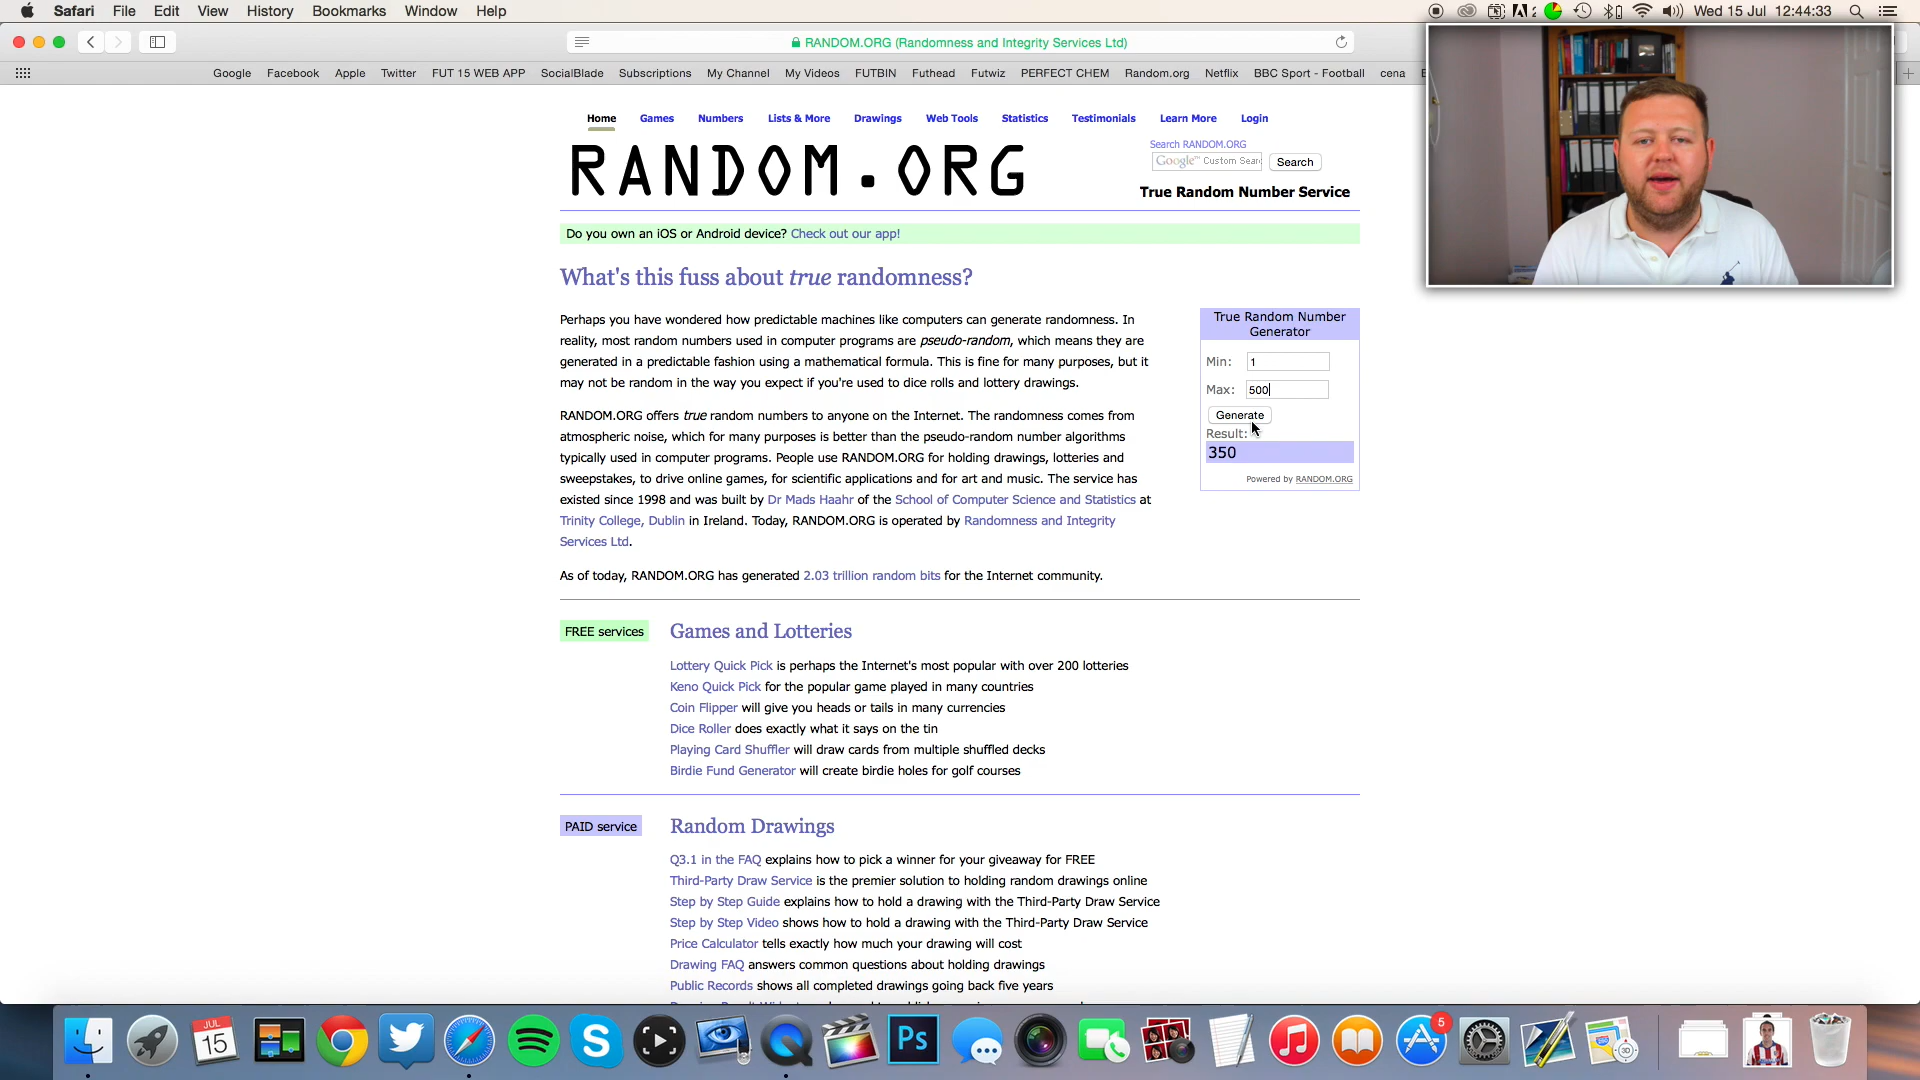 Safari File Edit View History Bookmarks Window Help
2 Wed 15 Jul 12:44:33
RANDOM.ORG (Randomness and Integrity Services Ltd)
Google Facebook Apple Twitter FUT 15 WEB APP SocialBlade Subscriptions My Channel My Videos FUTBIN Futhead Futwiz PERFECT CHEM Random.org Netflix BBC Sport - Football cena
Home Games Numbers Lists & More Drawings Web Tools Statistics Testimonials Learn More Login
RANDOM.ORG
Search RANDOM.ORG
Google™ Custom Sear Search
True Random Number Service
Do you own an iOS or Android device? Check out our app!
What's this fuss about true randomness?
Perhaps you have wondered how predictable machines like computers can generate randomness. In
reality, most random numbers used in computer programs are pseudo-random, which means they are
generated in a predictable fashion using a mathematical formula. This is fine for many purposes, but it
may not be random in the way you expect if you're used to dice rolls and lottery drawings.
RANDOM.ORG offers true random numbers to anyone on the Internet. The randomness comes from
atmospheric noise, which for many purposes is better than the pseudo-random number algorithms
typically used in computer programs. People use RANDOM.ORG for holding drawings, lotteries and
sweepstakes, to drive online games, for scientific applications and for art and music. The service has
existed since 1998 and was built by Dr Mads Haahr of the School of Computer Science and Statistics at
Trinity College, Dublin in Ireland. Today, RANDOM.ORG is operated by Randomness and Integrity
Services Ltd.
As of today, RANDOM.ORG has generated 2.03 trillion random bits for the Internet community.
True Random Number
Generator
Min: 1
Max: 500
Generate
Result:
350
Powered by RANDOM.ORG
FREE services
Games and Lotteries
Lottery Quick Pick is perhaps the Internet's most popular with over 200 lotteries
Keno Quick Pick for the popular game played in many countries
Coin Flipper will give you heads or tails in many currencies
Dice Roller does exactly what it says on the tin
Playing Card Shuffler will draw cards from multiple shuffled decks
Birdie Fund Generator will create birdie holes for golf courses
PAID service
Random Drawings
Q3.1 in the FAQ explains how to pick a winner for your giveaway for FREE
Third-Party Draw Service is the premier solution to holding random drawings online
Step by Step Guide explains how to hold a drawing with the Third-Party Draw Service
Step by Step Video shows how to hold a drawing with the Third-Party Draw Service
Price Calculator tells exactly how much your drawing will cost
Drawing FAQ answers common questions about holding drawings
Public Records shows all completed drawings going back five years
JUL
15
Ps
5
3D